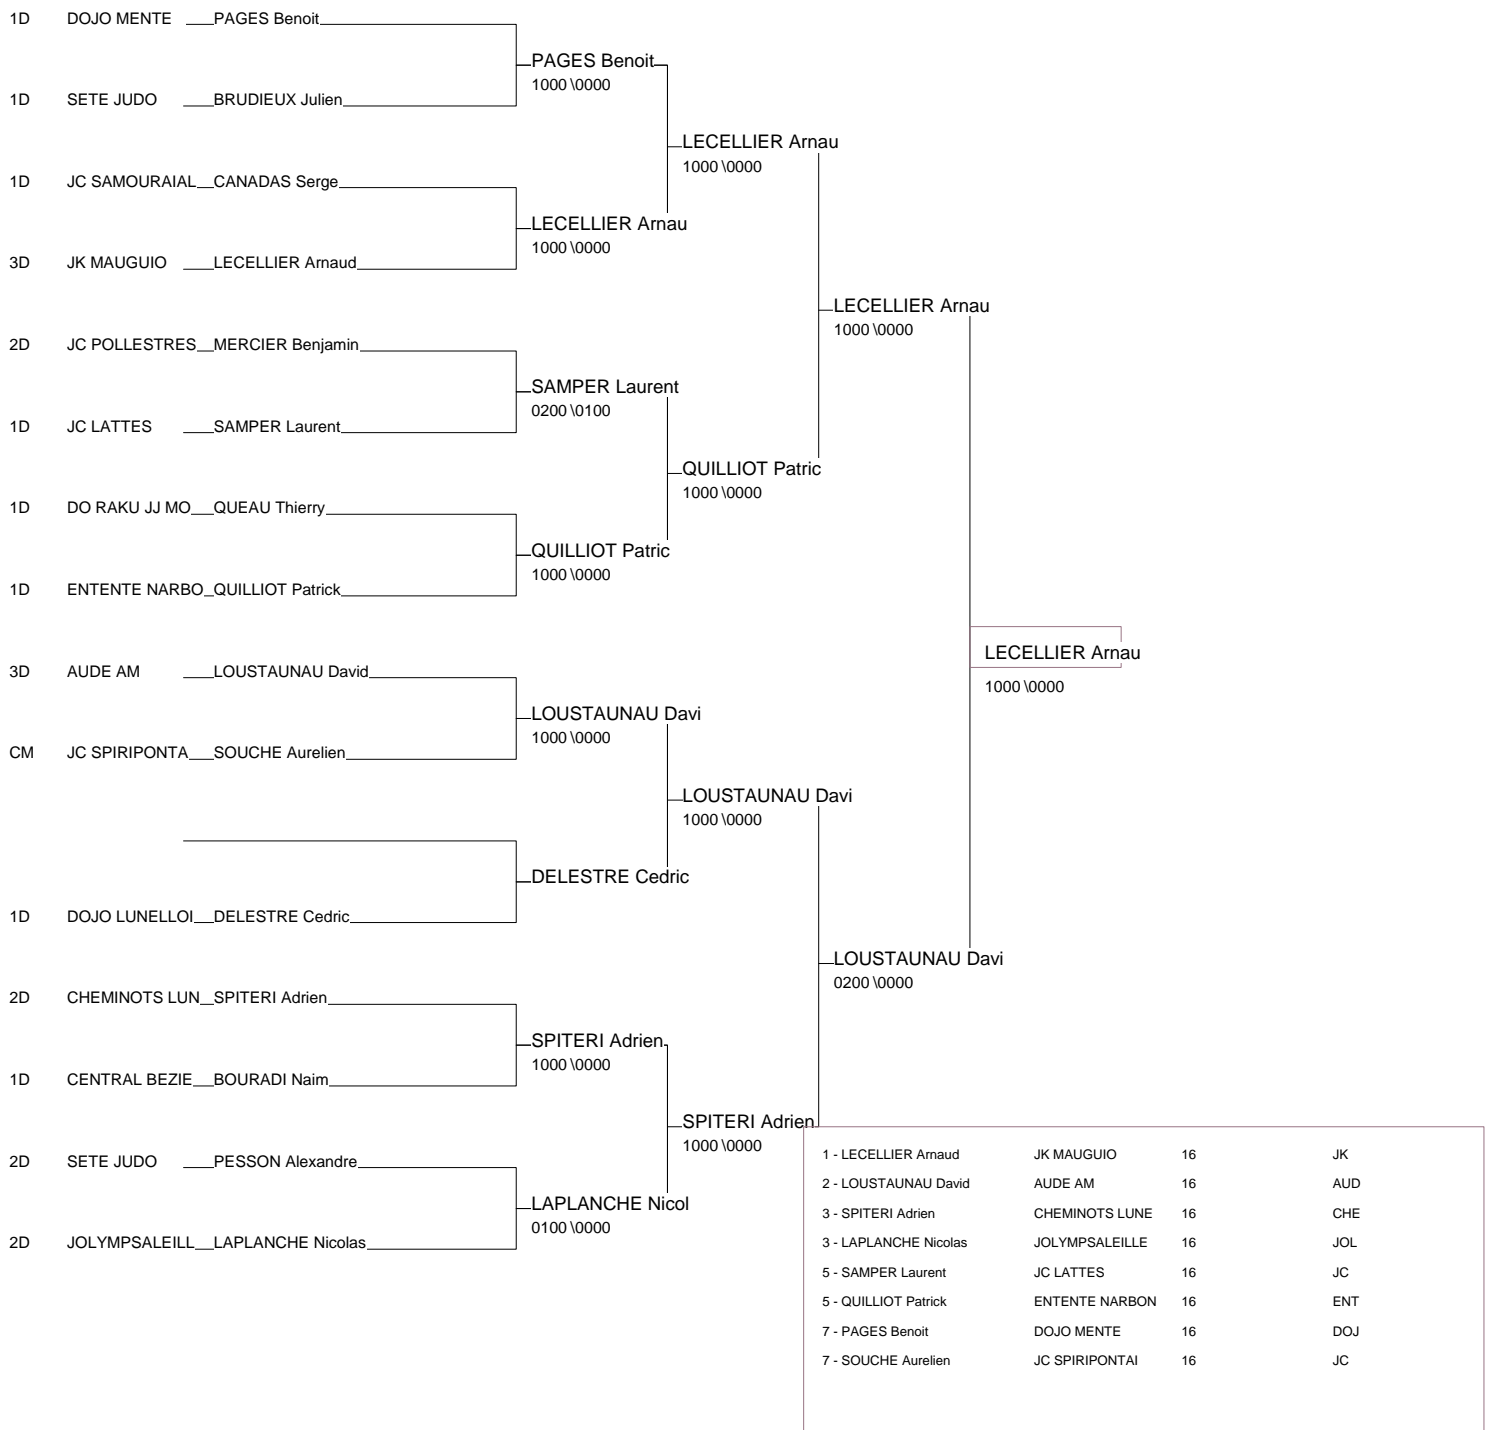 1D DOJO MENTE PAGES Benoit
PAGES Benoit
1000 \0000
1D SETE JUDO BRUDIEUX Julien
LECELLIER Arnau
1000 \0000
1D JC SAMOURAIAL CANADAS Serge
LECELLIER Arnau
1000 \0000
3D JK MAUGUIO LECELLIER Arnaud
LECELLIER Arnau
1000 \0000
2D JC POLLESTRES MERCIER Benjamin
SAMPER Laurent
0200 \0100
1D JC LATTES SAMPER Laurent
QUILLIOT Patric
1000 \0000
1D DO RAKU JJ MO QUEAU Thierry
QUILLIOT Patric
1000 \0000
1D ENTENTE NARBO QUILLIOT Patrick
LECELLIER Arnau
1000 \0000
3D AUDE AM LOUSTAUNAU David
LOUSTAUNAU Davi
1000 \0000
CM JC SPIRIPONTA SOUCHE Aurelien
LOUSTAUNAU Davi
1000 \0000
DELESTRE Cedric
1D DOJO LUNELLOI DELESTRE Cedric
LOUSTAUNAU Davi
0200 \0000
2D CHEMINOTS LUN SPITERI Adrien
SPITERI Adrien
1000 \0000
1D CENTRAL BEZIE BOURADI Naim
SPITERI Adrien
1000 \0000
2D SETE JUDO PESSON Alexandre
LAPLANCHE Nicol
0100 \0000
2D JOLYMPSALEILL LAPLANCHE Nicolas
1 - LECELLIER Arnaud JK MAUGUIO 16 JK
2 - LOUSTAUNAU David AUDE AM 16 AUD
3 - SPITERI Adrien CHEMINOTS LUNE 16 CHE
3 - LAPLANCHE Nicolas JOLYMPSALEILLE 16 JOL
5 - SAMPER Laurent JC LATTES 16 JC
5 - QUILLIOT Patrick ENTENTE NARBON 16 ENT
7 - PAGES Benoit DOJO MENTE 16 DOJ
7 - SOUCHE Aurelien JC SPIRIPONTAI 16 JC